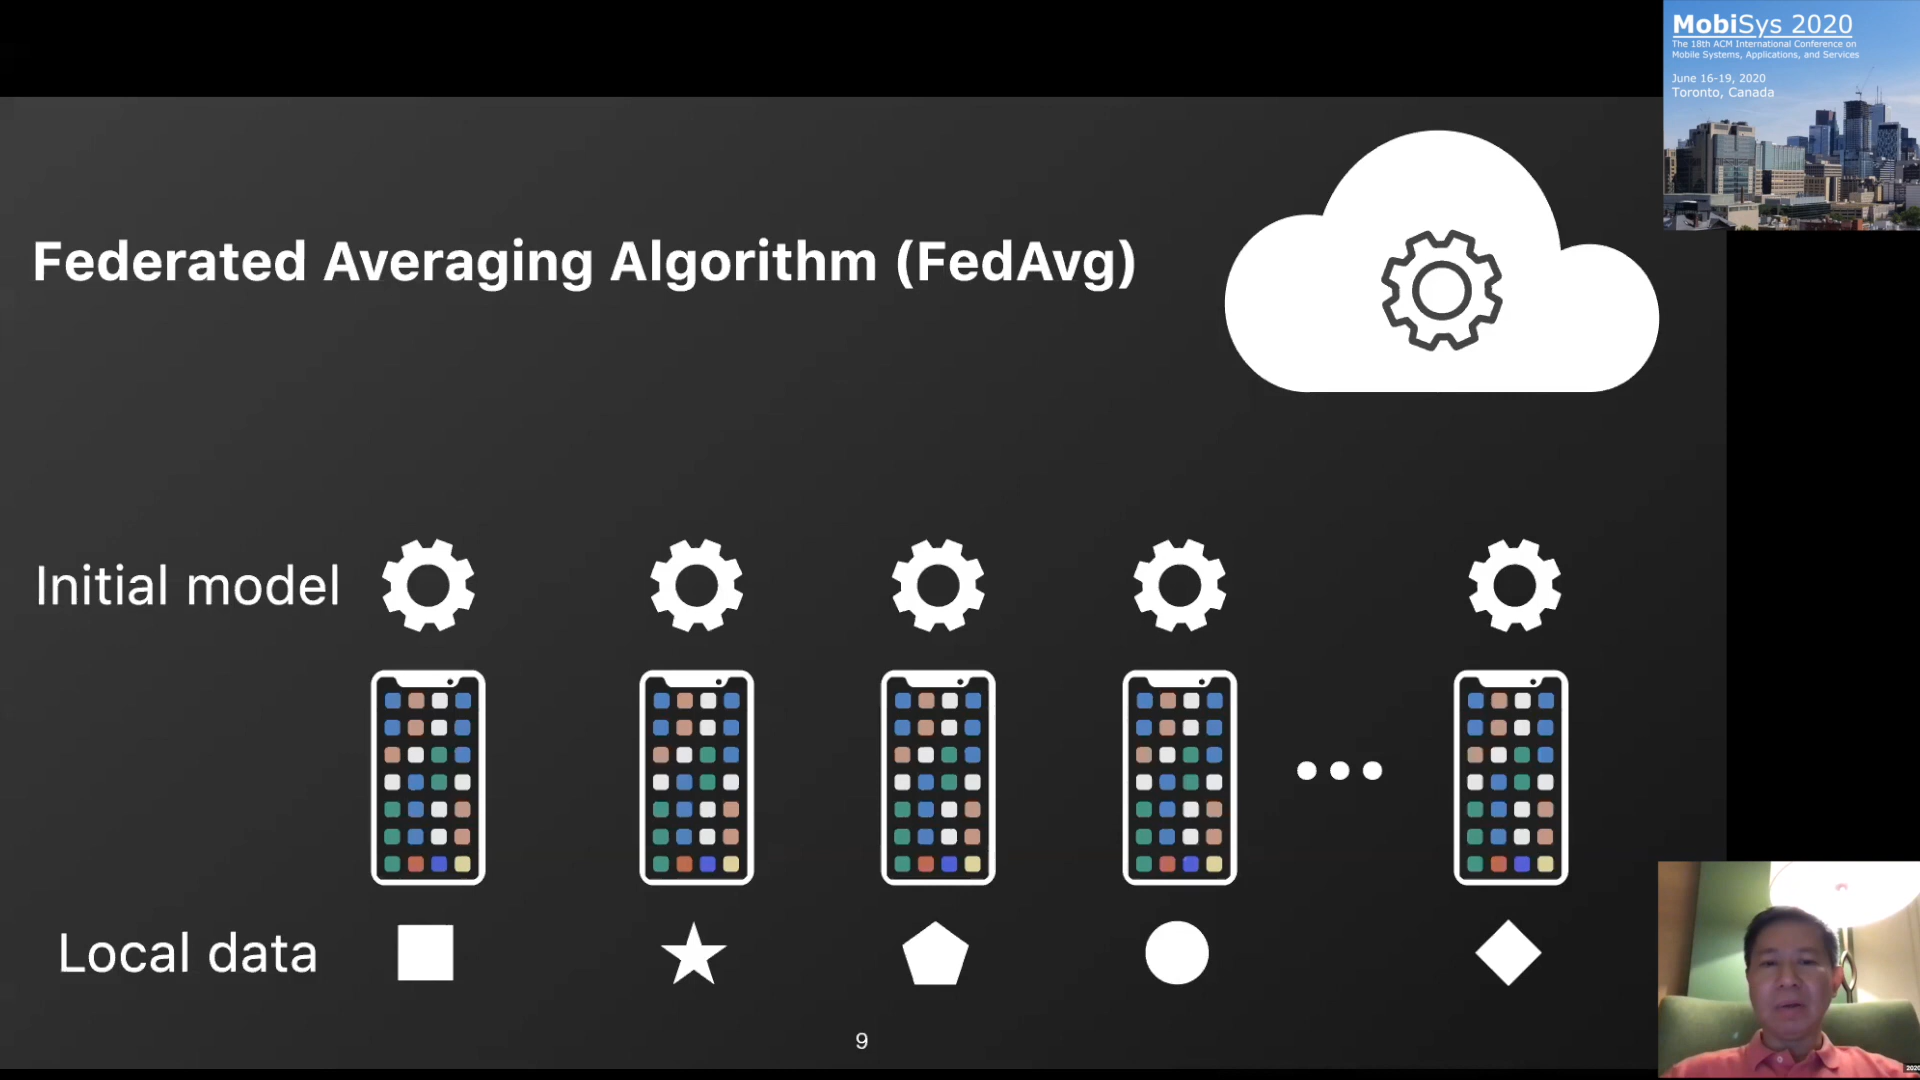 MobiSys 2020
The 18th ACM International Conference on
Mobile Systems, Applications, and Services
June 16-19, 2020
Toronto, Canada
Federated Averaging Algorithm (FedAvg)
Initial model
Local data
9